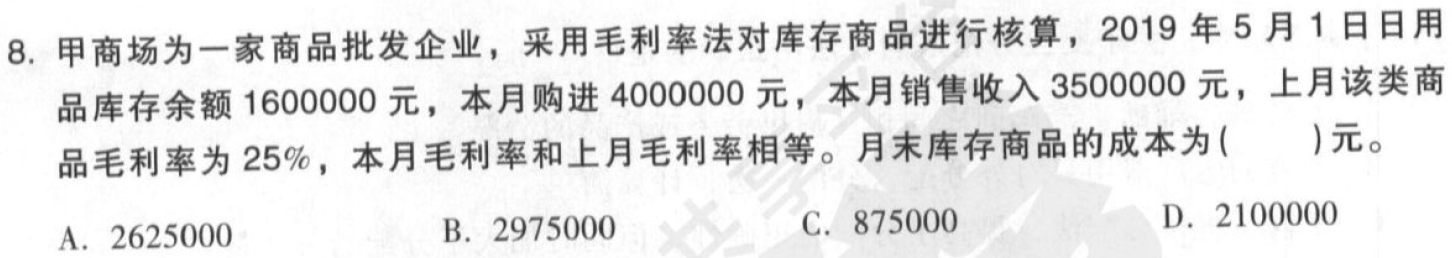 8. 甲商场为一家商品批发企业，采用毛利率法对库存商品进行核算，2019 年 5 月 1 日日用
品库存余额 1600000 元，本月购进 4000000 元，本月销售收入 3500000 元，上月该类商
品毛利率为 25%，本月毛利率和上月毛利率相等。月末库存商品的成本为(　　)元。
A. 2625000　B. 2975000　C. 875000　D. 2100000